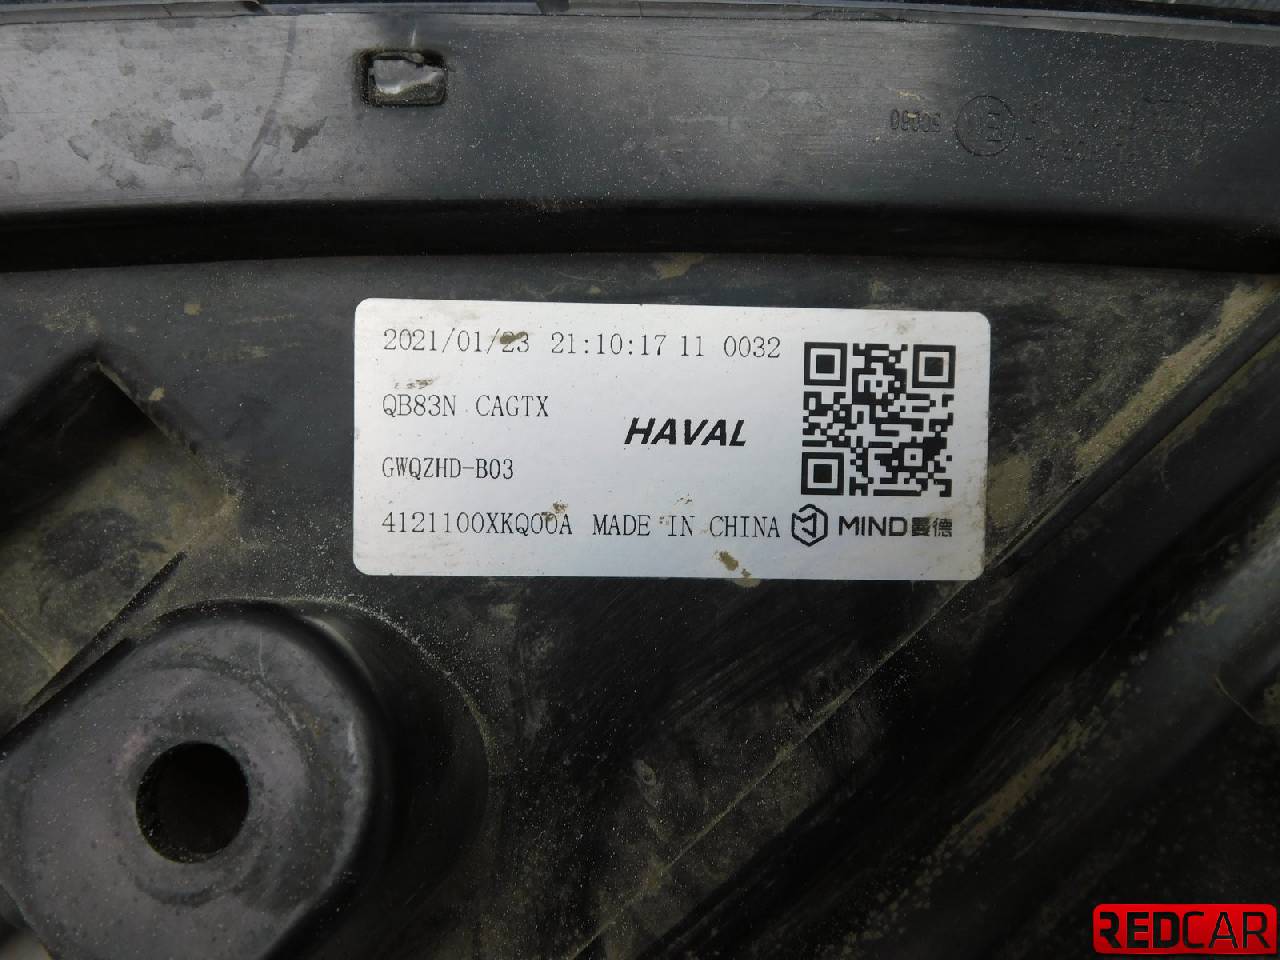 2021/01/23 21:10:17 11 0032
QB83N CAGTX
HAVAL
GWQZHD-B03
4121100XKQ00A MADE IN CHINA MIND曼德
REDCAR